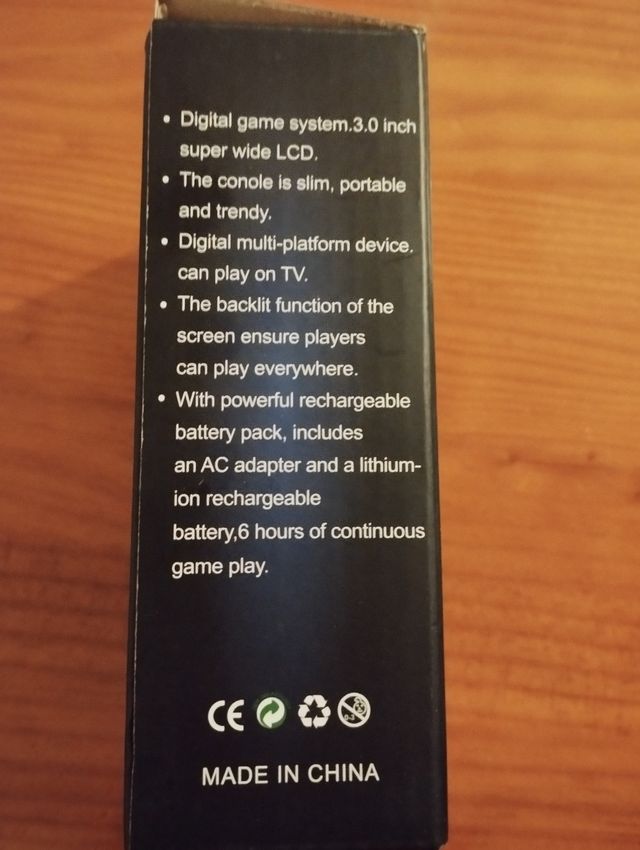 • Digital game system.3.0 inch
super wide LCD.
• The conole is slim, portable
and trendy.
• Digital multi-platform device.
can play on TV.
• The backlit function of the
screen ensure players
can play everywhere.
• With powerful rechargeable
battery pack, includes
an AC adapter and a lithium-
ion rechargeable
battery,6 hours of continuous
game play.
CE 0-3
MADE IN CHINA